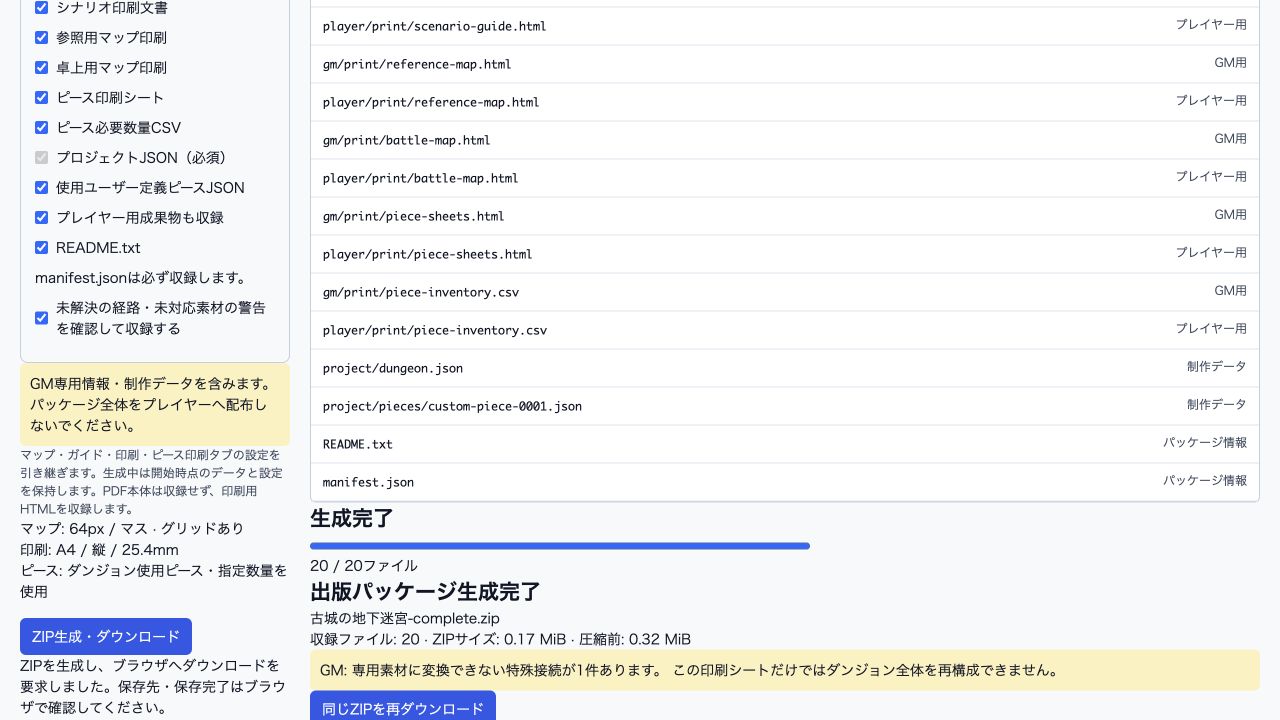 シナリオ印刷文書
参照用マップ印刷
卓上用マップ印刷
ピース印刷シート
ピース必要数量CSV
プロジェクトJSON（必須）
使用ユーザー定義ピースJSON
プレイヤー用成果物も収録
README.txt
manifest.jsonは必ず収録します。
未解決の経路・未対応素材の警告
を確認して収録する
GM専用情報・制作データを含みます。
パッケージ全体をプレイヤーへ配布し
ないでください。
マップ・ガイド・印刷・ピース印刷タブの設定を
引き継ぎます。生成中は開始時点のデータと設定
を保持します。PDF本体は収録せず、印刷用
HTMLを収録します。
マップ: 64px / マス · グリッドあり
印刷: A4 / 縦 / 25.4mm
ピース: ダンジョン使用ピース・指定数量を
使用
ZIP生成・ダウンロード
ZIPを生成し、ブラウザへダウンロードを
要求しました。保存先・保存完了はブラウ
ザで確認してください。
player/print/scenario-guide.html プレイヤー用
gm/print/reference-map.html GM用
player/print/reference-map.html プレイヤー用
gm/print/battle-map.html GM用
player/print/battle-map.html プレイヤー用
gm/print/piece-sheets.html GM用
player/print/piece-sheets.html プレイヤー用
gm/print/piece-inventory.csv GM用
player/print/piece-inventory.csv プレイヤー用
project/dungeon.json 制作データ
project/pieces/custom-piece-0001.json 制作データ
README.txt パッケージ情報
manifest.json パッケージ情報
生成完了
20 / 20ファイル
出版パッケージ生成完了
古城の地下迷宮-complete.zip
収録ファイル: 20 · ZIPサイズ: 0.17 MiB · 圧縮前: 0.32 MiB
GM: 専用素材に変換できない特殊接続が1件あります。 この印刷シートだけではダンジョン全体を再構成できません。
同じZIPを再ダウンロード